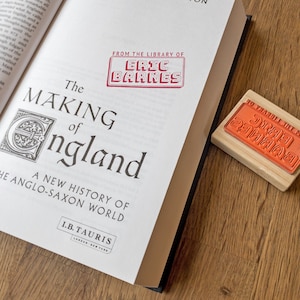 FROM THE LIBRARY OF
ERIC
BARNES
The
MAKING
of
England
A NEW HISTORY OF
THE ANGLO-SAXON WORLD
I.B.TAURIS